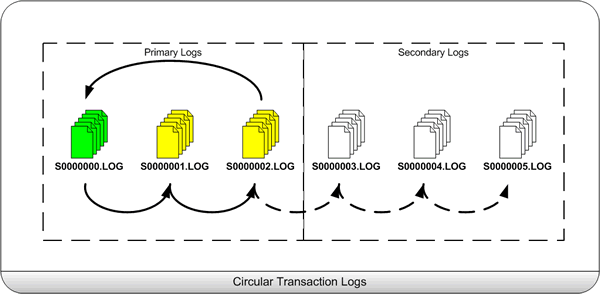 Primary Logs
Secondary Logs
S0000000.LOG
S0000001.LOG
S0000002.LOG
S0000003.LOG
S0000004.LOG
S0000005.LOG
Circular Transaction Logs